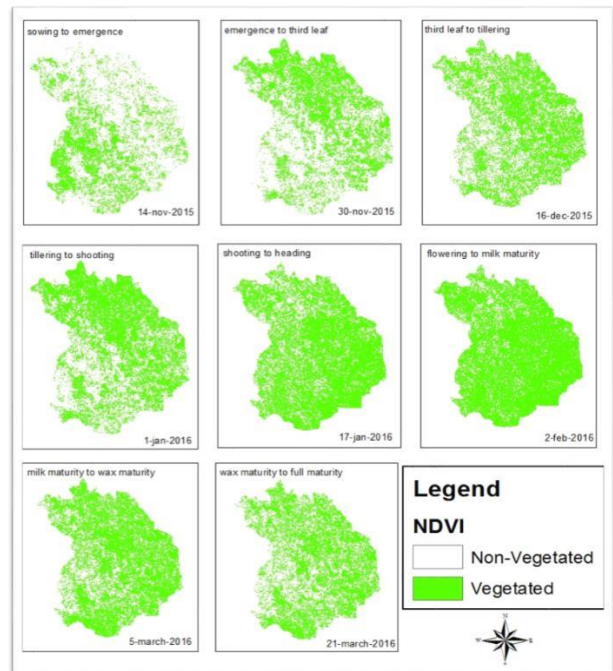 sowing to emergence
14-nov-2015
emergence to third leaf
30-nov-2015
third leaf to tillering
16-dec-2015
tillering to shooting
1-jan-2016
shooting to heading
17-jan-2016
flowering to milk maturity
2-feb-2016
milk maturity to wax maturity
5-march-2016
wax maturity to full maturity
21-march-2016
Legend
NDVI
Non-Vegetated
Vegetated
N
W
E
S